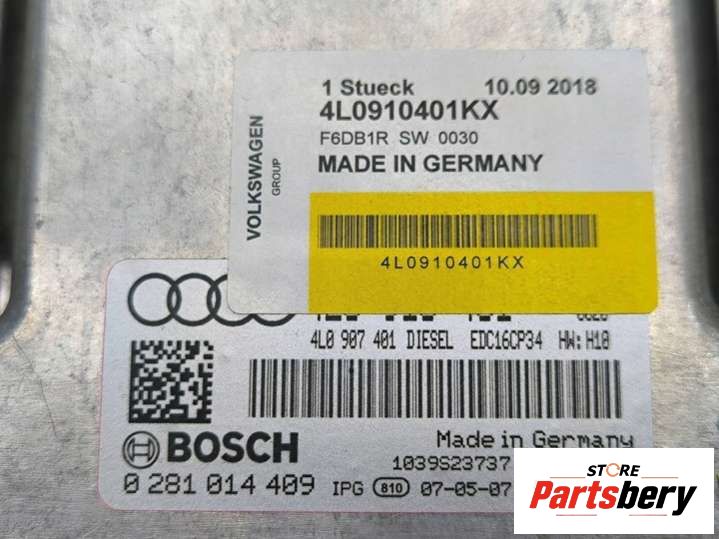 1 Stueck 10.09 2018
4L0910401KX
F6DB1R SW 0030
MADE IN GERMANY
VOLKSWAGEN
GROUP
4L0910401KX
4L0 907 401 DIESEL EDC16CP34 HW:H10
BOSCH
Made in Germany
1039S23737
0 281 014 409 IPG 810 07-05-07
STORE
Partsbery